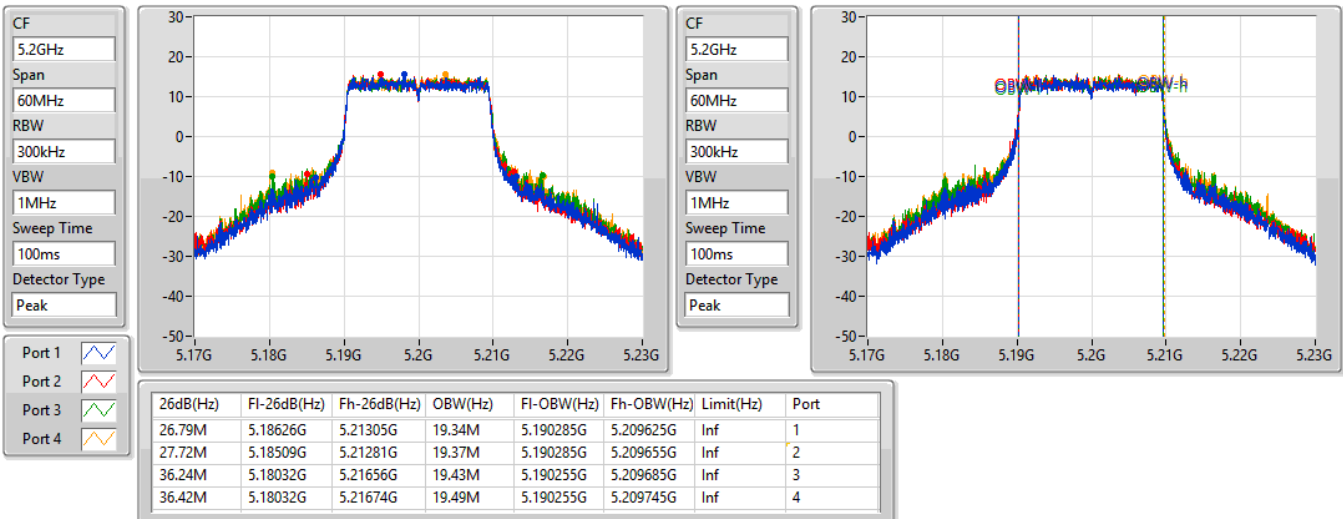 CF
5.2GHz
Span
60MHz
RBW
300kHz
VBW
1MHz
Sweep Time
100ms
Detector Type
Peak
30
20
10
0
-10
-20
-30
-40
-50
5.17G 5.18G 5.19G 5.2G 5.21G 5.22G 5.23G
CF
5.2GHz
Span
60MHz
RBW
300kHz
VBW
1MHz
Sweep Time
100ms
Detector Type
Peak
30
20
10
0
-10
-20
-30
-40
-50
OBW-h
5.17G 5.18G 5.19G 5.2G 5.21G 5.22G 5.23G
Port 1
Port 2
Port 3
Port 4
26dB(Hz) Fl-26dB(Hz) Fh-26dB(Hz) OBW(Hz) Fl-OBW(Hz) Fh-OBW(Hz) Limit(Hz) Port
26.79M 5.18626G 5.21305G 19.34M 5.190285G 5.209625G Inf 1
27.72M 5.18509G 5.21281G 19.37M 5.190285G 5.209655G Inf 2
36.24M 5.18032G 5.21656G 19.43M 5.190255G 5.209685G Inf 3
36.42M 5.18032G 5.21674G 19.49M 5.190255G 5.209745G Inf 4